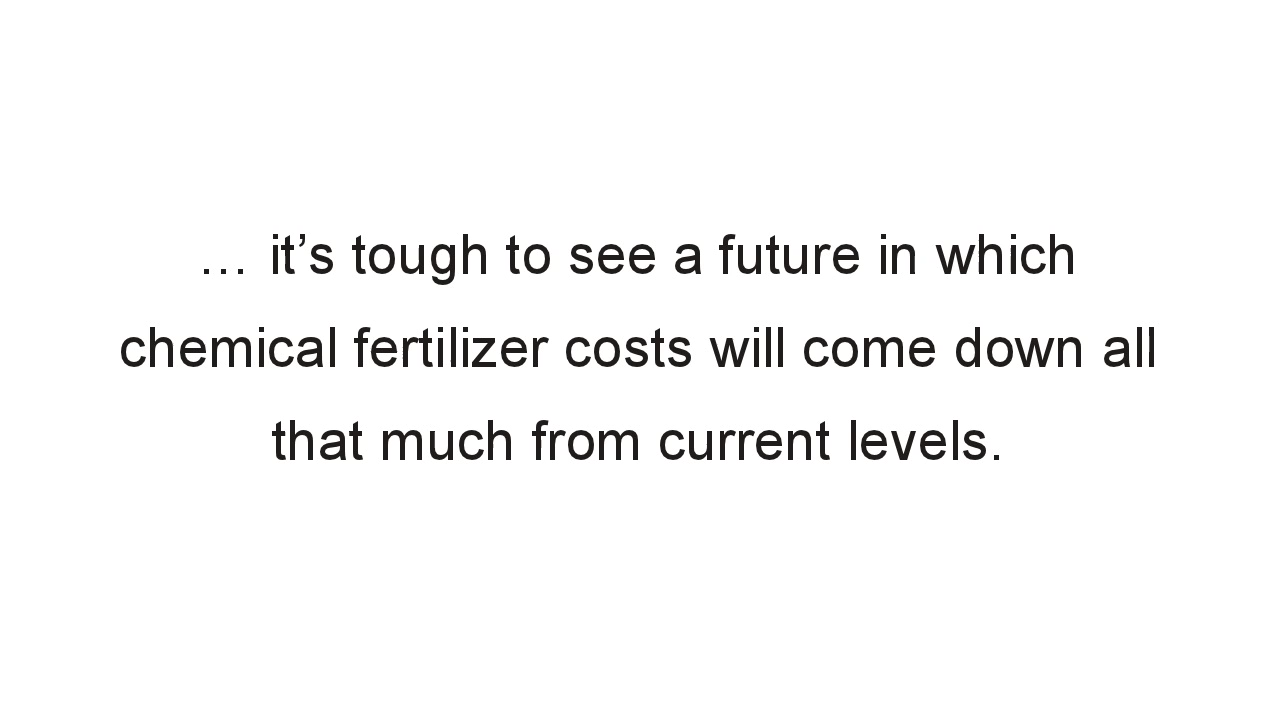 … it’s tough to see a future in which
chemical fertilizer costs will come down all
that much from current levels.